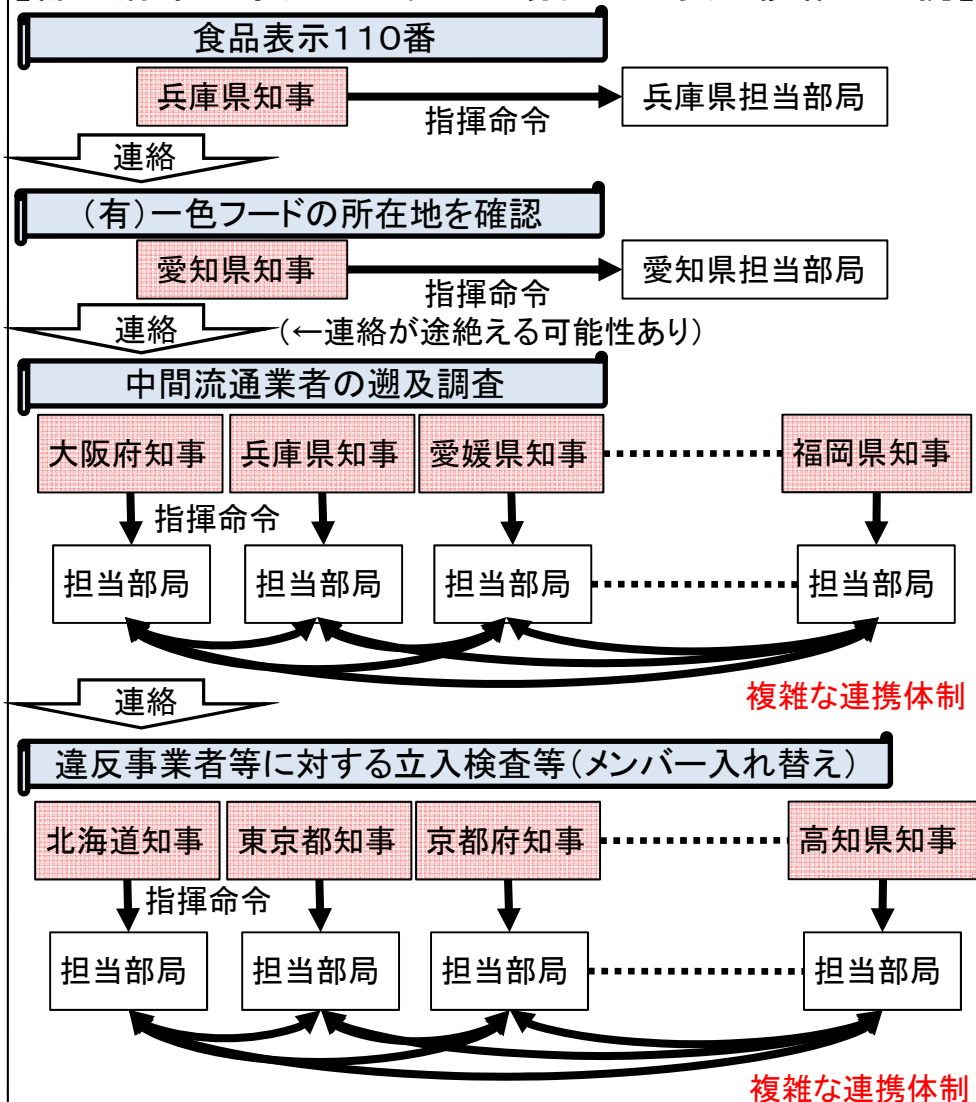 食品表示110番
兵庫県知事
兵庫県担当部局
指揮命令
連絡
(有)一色フードの所在地を確認
愛知県知事
愛知県担当部局
指揮命令
連絡
(←連絡が途絶える可能性あり)
中間流通業者の遡及調査
大阪府知事 兵庫県知事 愛媛県知事 福岡県知事
指揮命令
担当部局 担当部局 担当部局 担当部局
複雑な連携体制
連絡
違反事業者等に対する立入検査等(メンバー入れ替え)
北海道知事 東京都知事 京都府知事 高知県知事
指揮命令
担当部局 担当部局 担当部局 担当部局
複雑な連携体制